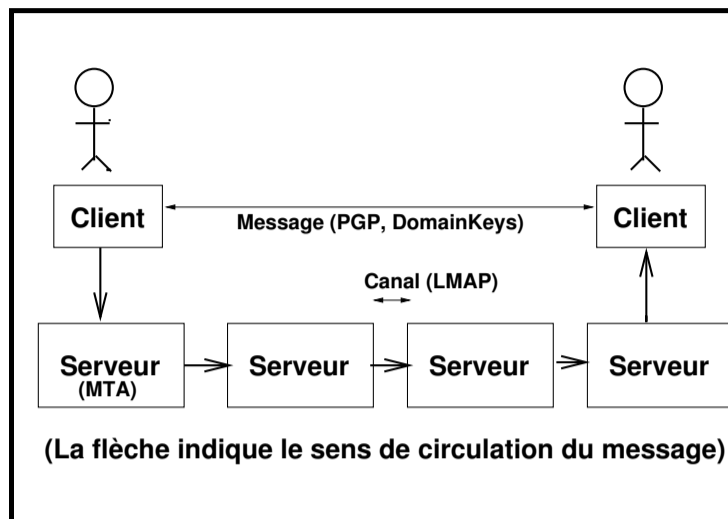 Client
Client
Message (PGP, DomainKeys)
Canal (LMAP)
Serveur
(MTA)
Serveur
Serveur
Serveur
(La flèche indique le sens de circulation du message)